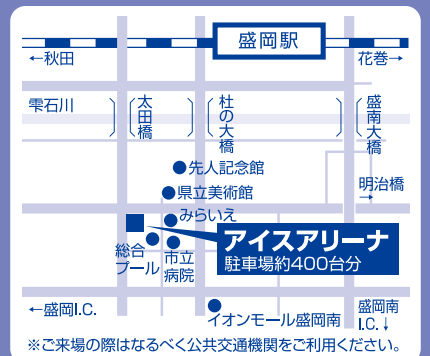 盛岡駅
←秋田
花巻→
雫石川
太田橋
杜の大橋
盛南大橋
●先人記念館
●県立美術館
明治橋
→
みらいえ
アイスアリーナ
駐車場約400台分
総合
プール
市立
病院
←盛岡I.C.
イオンモール盛岡南
盛岡南
I.C.↓
※ご来場の際はなるべく公共交通機関をご利用ください。